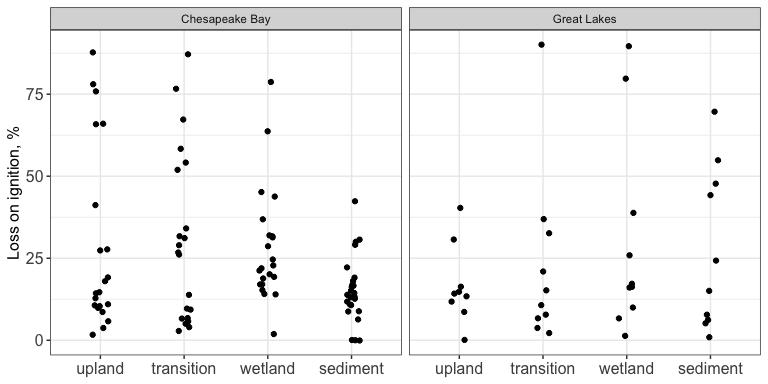 Chesapeake Bay
Great Lakes
Loss on ignition, %
75
50
25
0
upland transition wetland sediment
upland transition wetland sediment